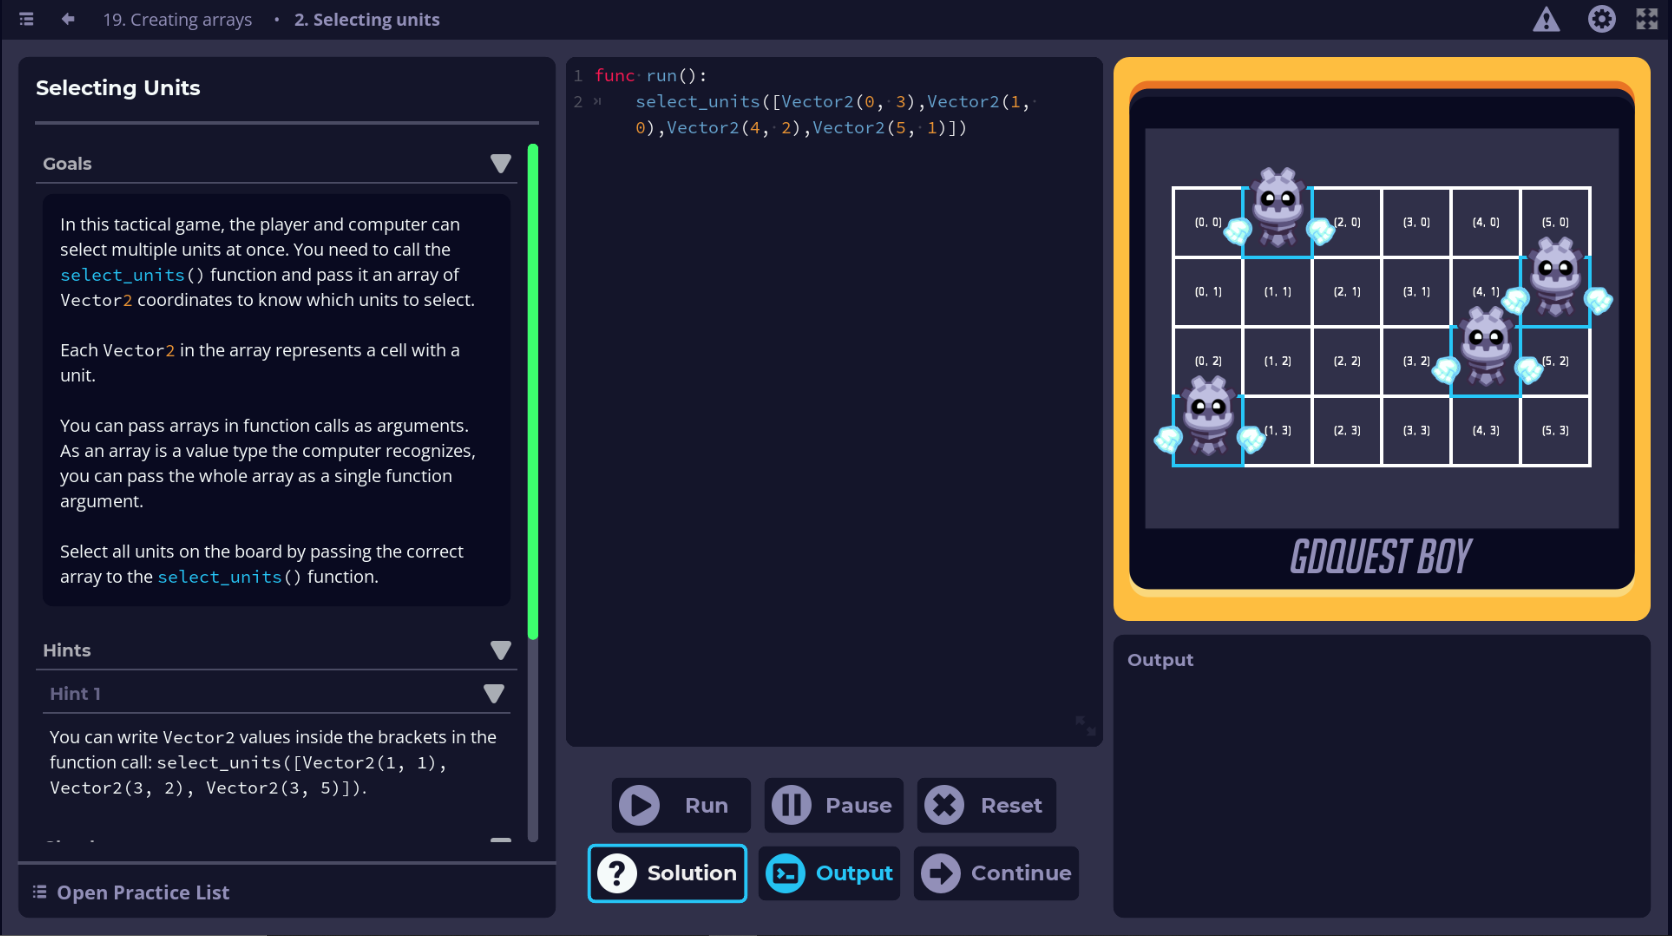 19. Creating arrays • 2. Selecting units
Selecting Units
Goals
In this tactical game, the player and computer can
select multiple units at once. You need to call the
select_units() function and pass it an array of
Vector2 coordinates to know which units to select.
Each Vector2 in the array represents a cell with a
unit.
You can pass arrays in function calls as arguments.
As an array is a value type the computer recognizes,
you can pass the whole array as a single function
argument.
Select all units on the board by passing the correct
array to the select_units() function.
Hints
Hint 1
You can write Vector2 values inside the brackets in the
function call: select_units([Vector2(1, 1),
Vector2(3, 2), Vector2(3, 5)]).
Open Practice List
1 func run():
2 select_units([Vector2(0, 3),Vector2(1,
0),Vector2(4, 2),Vector2(5, 1)])
Run
Pause
Reset
Solution
Output
Continue
(0, 0) (2, 0) (3, 0) (4, 0) (5, 0)
(0, 1) (1, 1) (2, 1) (3, 1) (4, 1)
(0, 2) (1, 2) (2, 2) (3, 2) (5, 2)
(1, 3) (2, 3) (3, 3) (4, 3) (5, 3)
GDQUEST BOY
Output